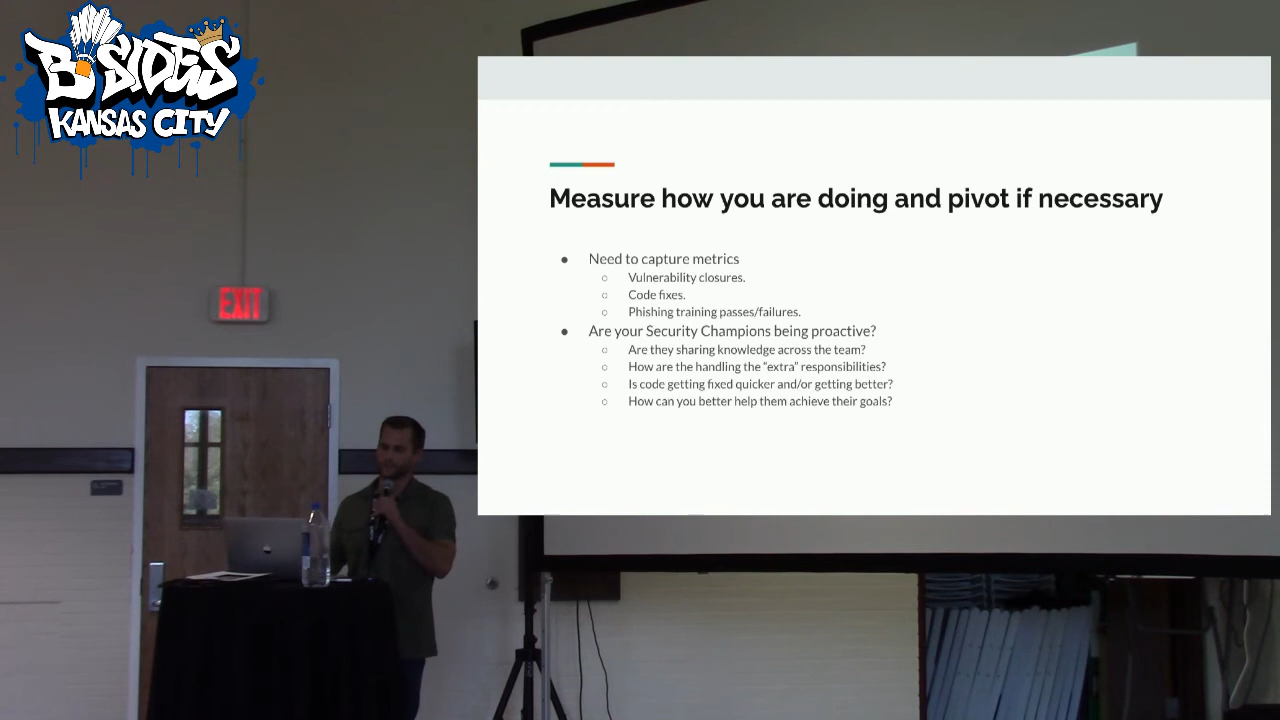 B-SIDES
KANSAS CITY
EXIT
Measure how you are doing and pivot if necessary
● Need to capture metrics
○ Vulnerability closures.
○ Code fixes.
○ Phishing training passes/failures.
● Are your Security Champions being proactive?
○ Are they sharing knowledge across the team?
○ How are the handling the “extra” responsibilities?
○ Is code getting fixed quicker and/or getting better?
○ How can you better help them achieve their goals?